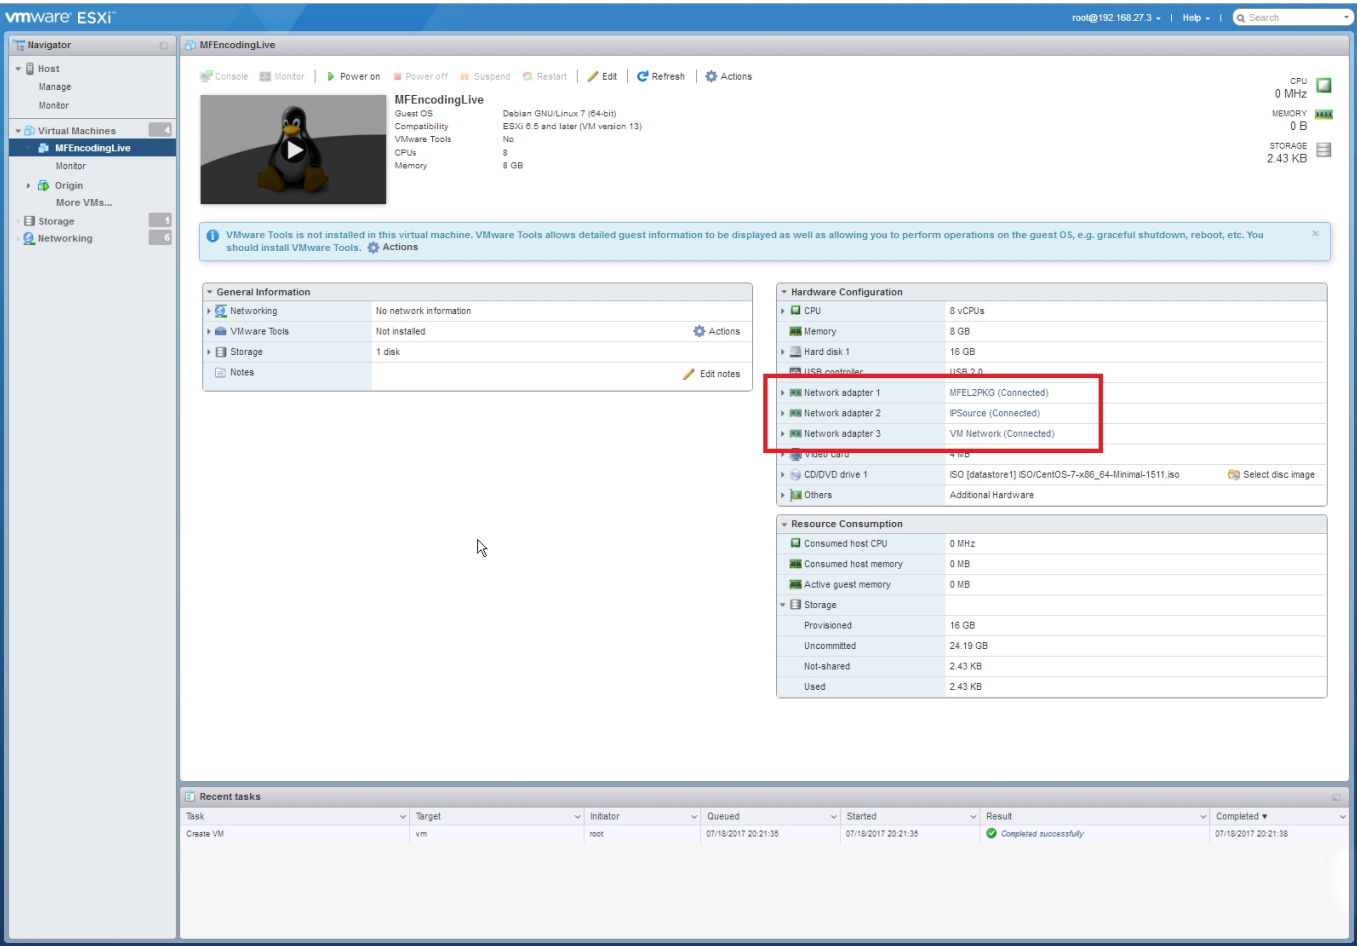 vmware ESXi™
root@192.168.27.3
Help
Search
Navigator
Host
Manage
Monitor
Virtual Machines 4
MFEncodingLive
Monitor
Origin
More VMs...
Storage 1
Networking 6
MFEncodingLive
Console Monitor Power on Power off Suspend Restart Edit Refresh Actions
MFEncodingLive
Guest OS Debian GNU/Linux 7 (64-bit)
Compatibility ESXi 6.5 and later (VM version 13)
VMware Tools No
CPUs 8
Memory 8 GB
CPU
0 MHz
MEMORY
0 B
STORAGE
2.43 KB
VMware Tools is not installed in this virtual machine. VMware Tools allows detailed guest information to be displayed as well as allowing you to perform operations on the guest OS, e.g. graceful shutdown, reboot, etc. You
should install VMware Tools. Actions
General Information
Networking No network information
VMware Tools Not installed Actions
Storage 1 disk
Notes Edit notes
Hardware Configuration
CPU 8 vCPUs
Memory 8 GB
Hard disk 1 16 GB
USB controller USB 2.0
Network adapter 1 MFEL2PKG (Connected)
Network adapter 2 IPSource (Connected)
Network adapter 3 VM Network (Connected)
Video Card 4 MB
CD/DVD drive 1 ISO [datastore1] ISO/CentOS-7-x86_64-Minimal-1511.iso Select disc image
Others Additional Hardware
Resource Consumption
Consumed host CPU 0 MHz
Consumed host memory 0 MB
Active guest memory 0 MB
Storage
Provisioned 16 GB
Uncommitted 24.19 GB
Not-shared 2.43 KB
Used 2.43 KB
Recent tasks
Task Target Initiator Queued Started Result Completed ▼
Create VM vm root 07/18/2017 20:21:35 07/18/2017 20:21:35 Completed successfully 07/18/2017 20:21:38